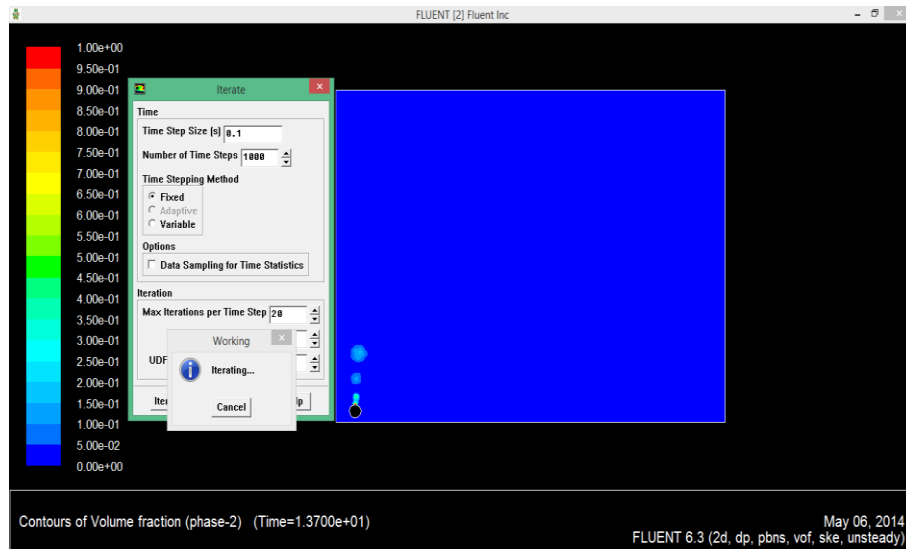 FLUENT [2] Fluent Inc
1.00e+00
9.50e-01
9.00e-01
8.50e-01
8.00e-01
7.50e-01
7.00e-01
6.50e-01
6.00e-01
5.50e-01
5.00e-01
4.50e-01
4.00e-01
3.50e-01
3.00e-01
2.50e-01
2.00e-01
1.50e-01
1.00e-01
5.00e-02
0.00e+00
Iterate
Time
Time Step Size (s) 0.1
Number of Time Steps 1000
Time Stepping Method
Fixed
Adaptive
Variable
Options
Data Sampling for Time Statistics
Iteration
Max Iterations per Time Step 20
UDF
Working
Iterating...
Cancel
Contours of Volume fraction (phase-2) (Time=1.3700e+01)
May 06, 2014
FLUENT 6.3 (2d, dp, pbns, vof, ske, unsteady)